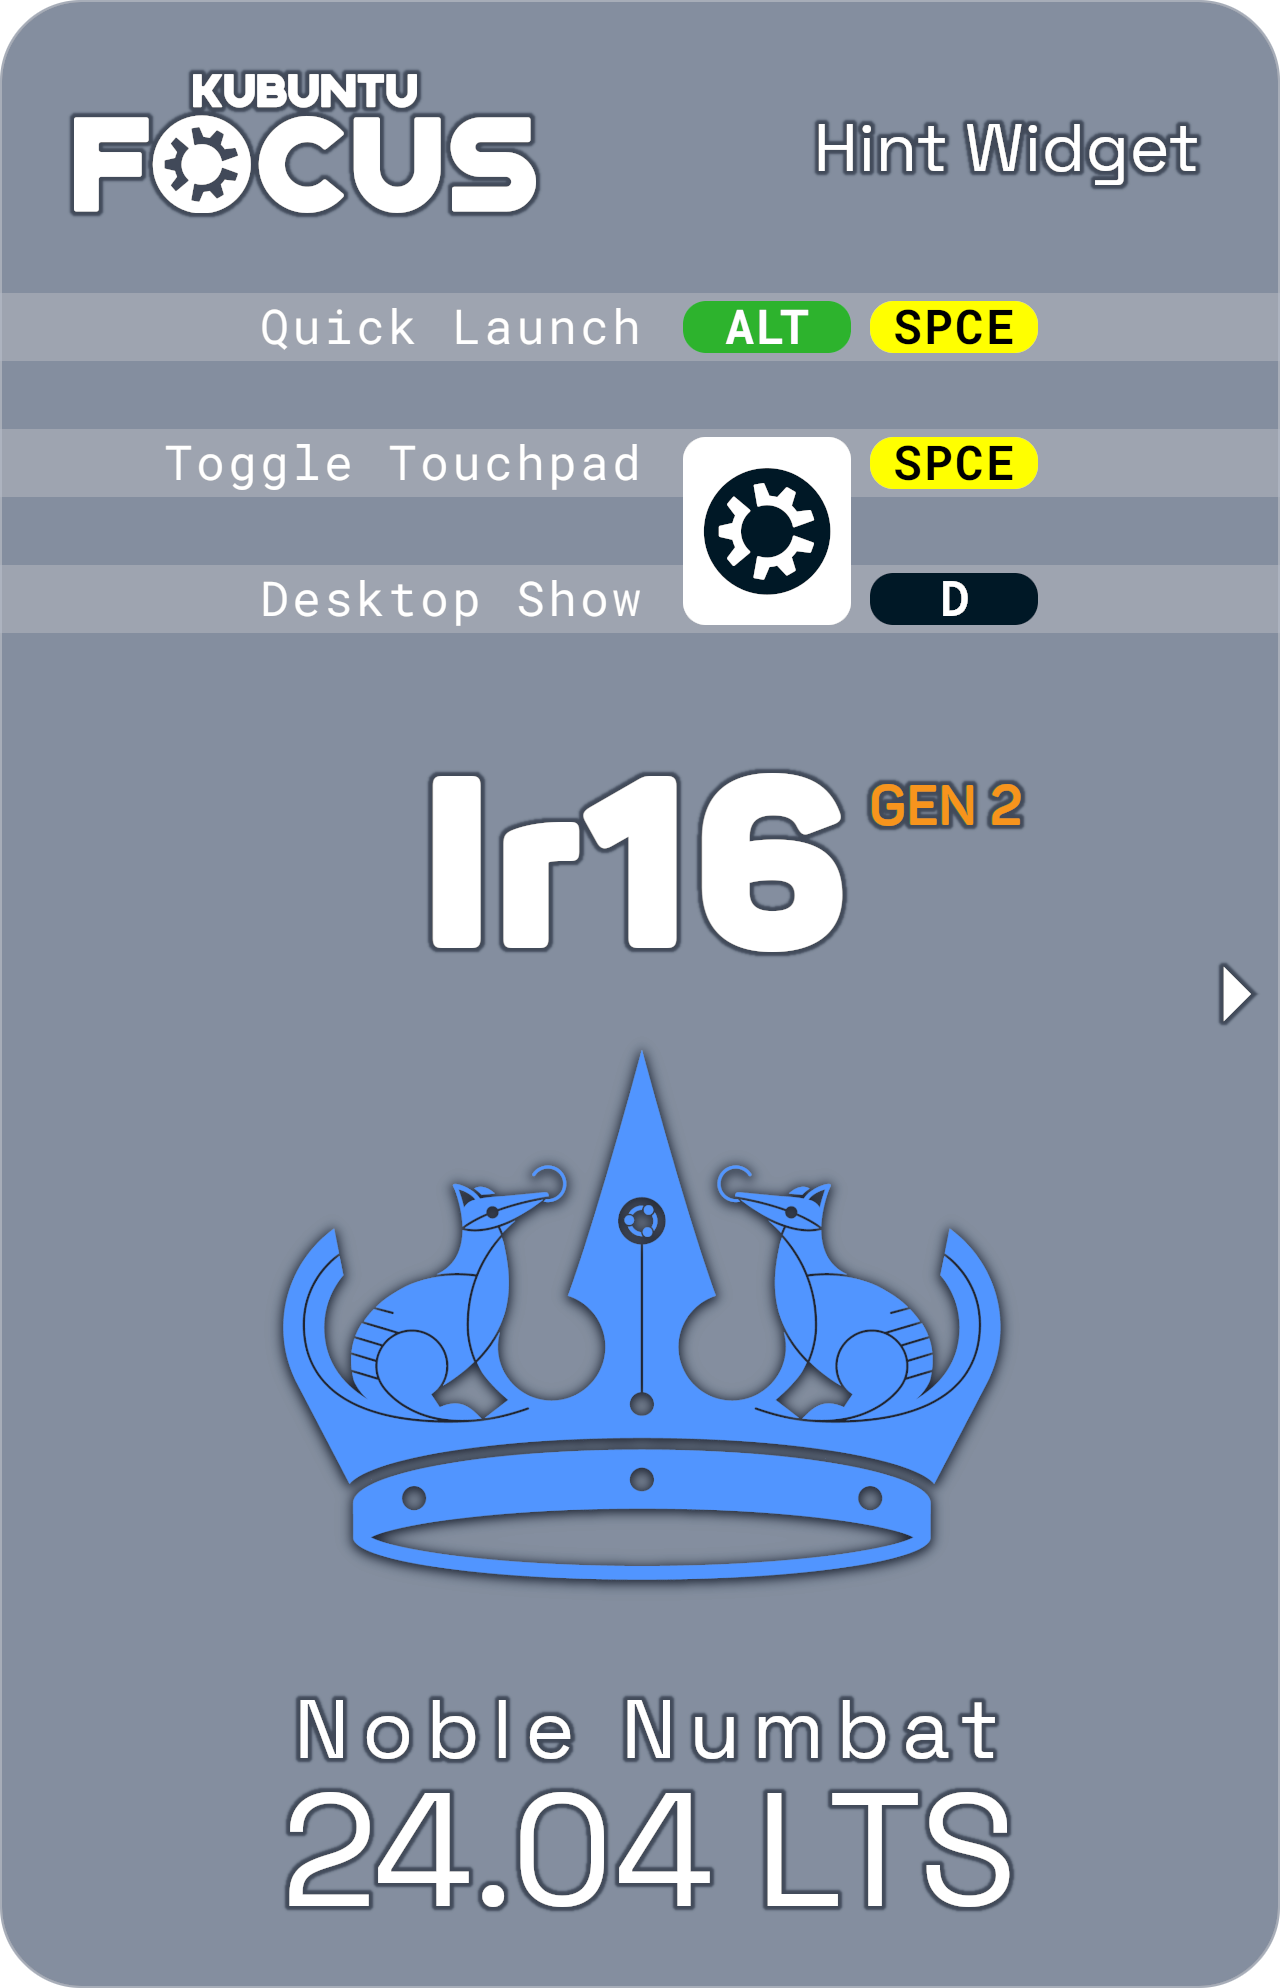 KUBUNTU
FOCUS
Hint Widget
Quick Launch ALT SPCE
Toggle Touchpad SPCE
Desktop Show D
Ir16 GEN 2
Noble Numbat
24.04 LTS